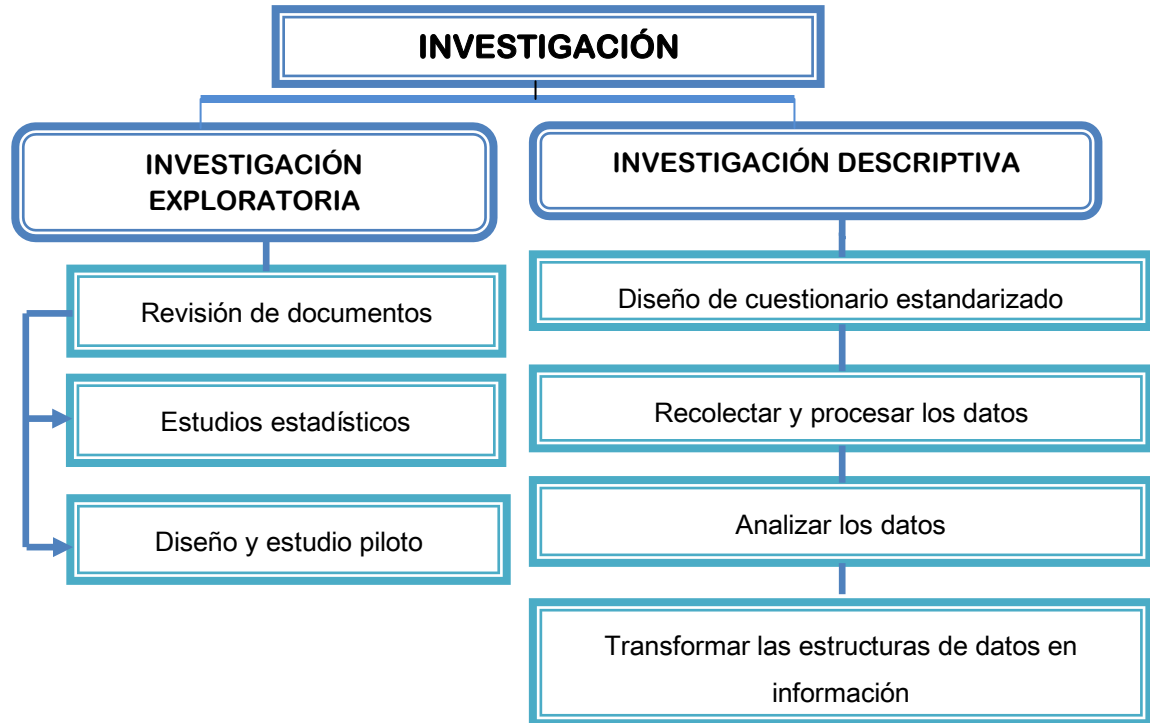 INVESTIGACIÓN
INVESTIGACIÓN
EXPLORATORIA
Revisión de documentos
Estudios estadísticos
Diseño y estudio piloto
INVESTIGACIÓN DESCRIPTIVA
Diseño de cuestionario estandarizado
Recolectar y procesar los datos
Analizar los datos
Transformar las estructuras de datos en
información